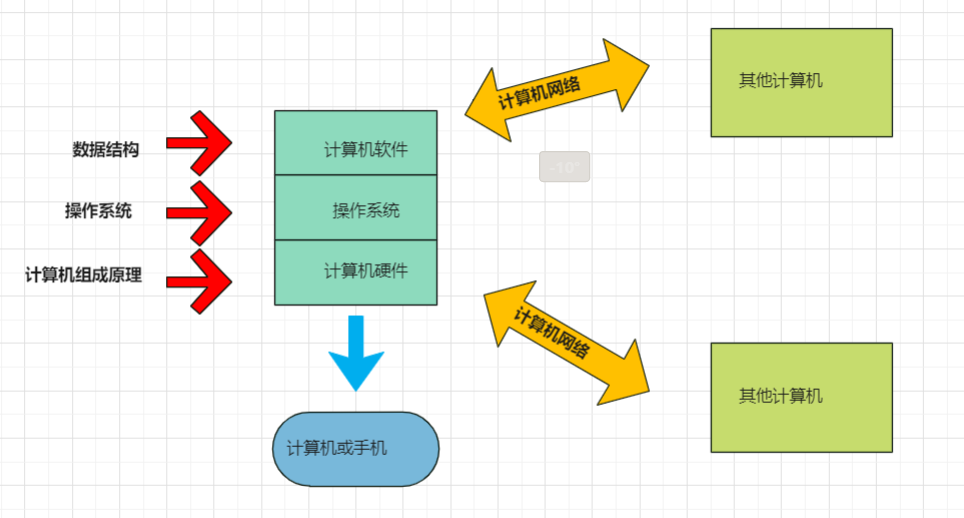 计算机网络
其他计算机
数据结构
计算机软件
-10°
操作系统
操作系统
计算机组成原理
计算机硬件
计算机网络
其他计算机
计算机或手机